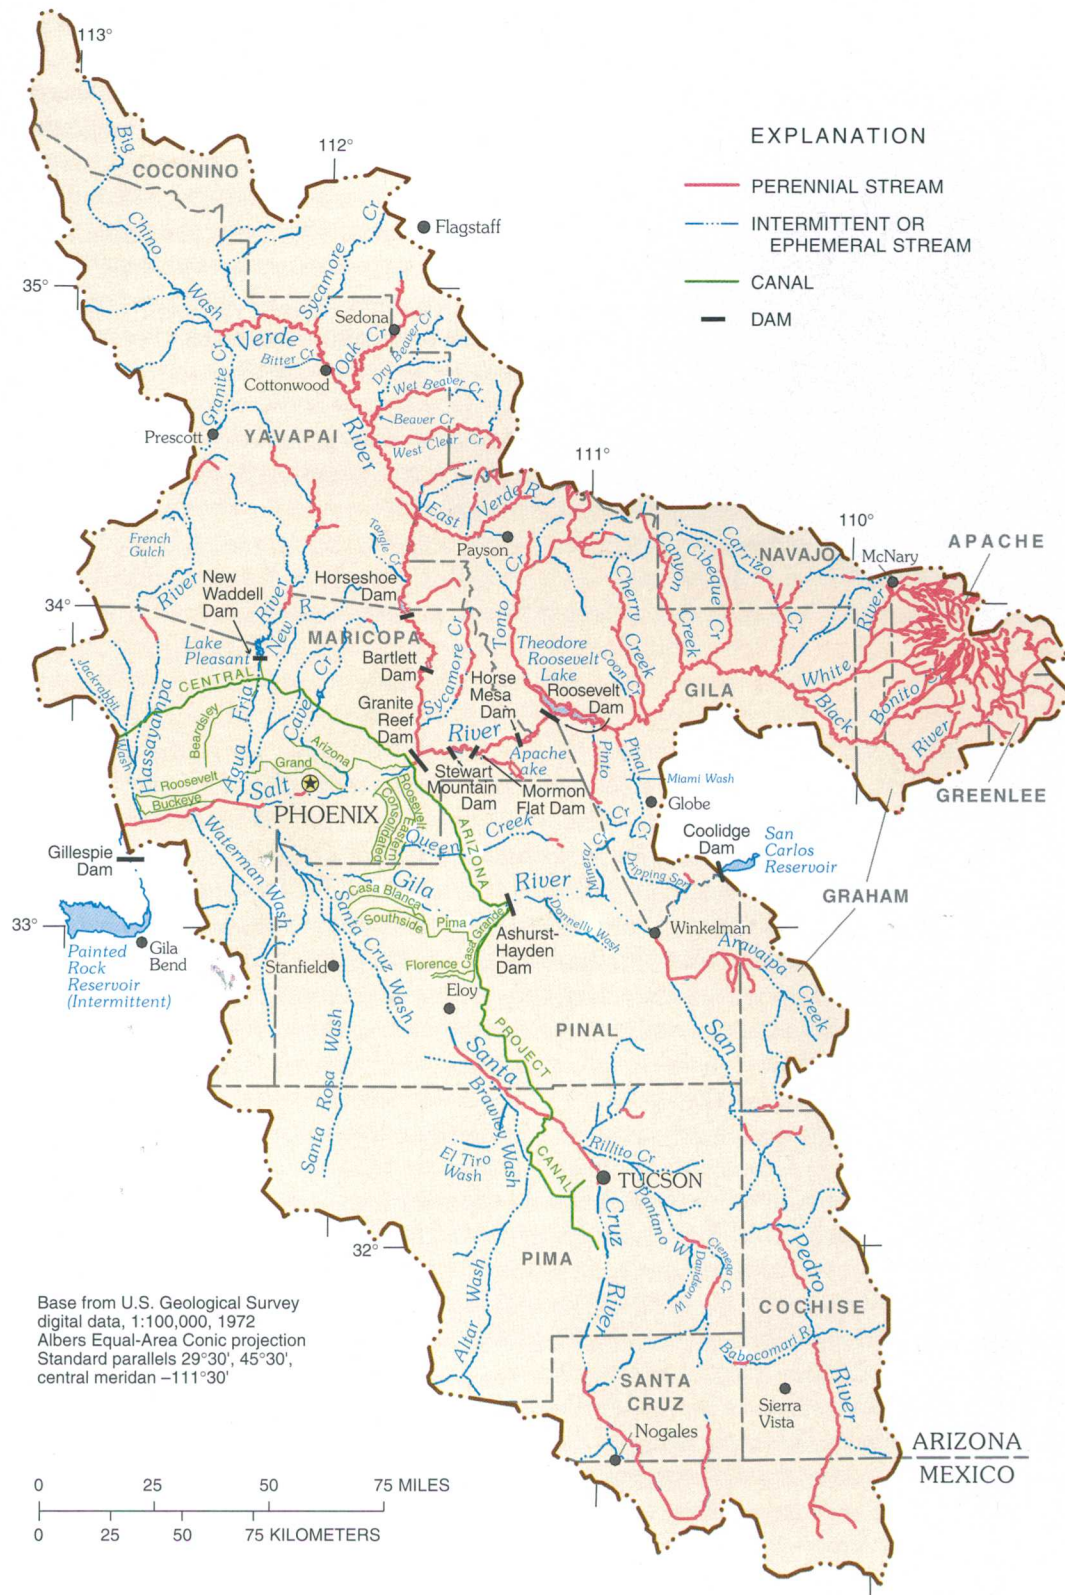 113°
112°
EXPLANATION
PERENNIAL STREAM
INTERMITTENT OR
EPHEMERAL STREAM
CANAL
DAM
Big
COCONINO
Chino
Wash
Flagstaff
35°
Sycamore Cr
Sedona
Verde
River
Bitter Cr
Oak Cr
Dry Beaver Cr
Cottonwood
Wet Beaver Cr
Granite Cr
Beaver Cr
Prescott
YAVAPAI
West Clear Cr
111°
East Verde R
110°
French
Gulch
Tangle Cr
Payson
Carrizo
Cr
NAVAJO
McNary
APACHE
New
Waddell
Dam
Horseshoe
Dam
Canyon
Creek
Cibeque Cr
Cherry
Creek
Tonto
Cr
34°
River
River
New R
MARICOPA
Lake
Pleasant
Bartlett
Dam
Sycamore Cr
Theodore
Roosevelt
Lake
Coon Cr
White
River
Jackrabbit
Wash
CENTRAL
Hassayampa
Agua Fria
Cave Cr
Granite
Reef
Dam
Horse
Mesa
Dam
Roosevelt
Dam
GILA
Black
River
Bonito C
Beardsley
River
Arizona
Grand
Roosevelt
Buckeye
Salt
PHOENIX
Stewart
Mountain
Dam
Apache
Lake
Mormon
Flat Dam
Pinto
Cr
Pinal
Cr
Miami Wash
Globe
GREENLEE
Roosevelt
Consolidated
Eastern
Queen Creek
ARIZONA
Gillespie
Dam
Waterman Wash
Coolidge
Dam
San
Carlos
Reservoir
Mineral
Cr
Dripping Spr
Gila
River
Casa Blanca
Southside
Pima
Casa Grande
Florence
Donnelly Wash
GRAHAM
33°
Winkelman
Painted
Rock
Reservoir
(Intermittent)
Gila
Bend
Santa Cruz Wash
Stanfield
Ashurst-
Hayden
Dam
Aravaipa
Creek
Eloy
Santa Rosa Wash
PROJECT
PINAL
San
Santa
Brawley Wash
El Tiro
Wash
Rillito Cr
CANAL
TUCSON
Pantano W
Cruz
River
Cienega Cr
Davidson W
Pedro
32°
PIMA
Altar Wash
COCHISE
Babocomari R
River
Base from U.S. Geological Survey
digital data, 1:100,000, 1972
Albers Equal-Area Conic projection
Standard parallels 29°30', 45°30',
central meridan –111°30'
SANTA
CRUZ
Sierra
Vista
Nogales
ARIZONA
MEXICO
0 25 50 75 MILES
0 25 50 75 KILOMETERS